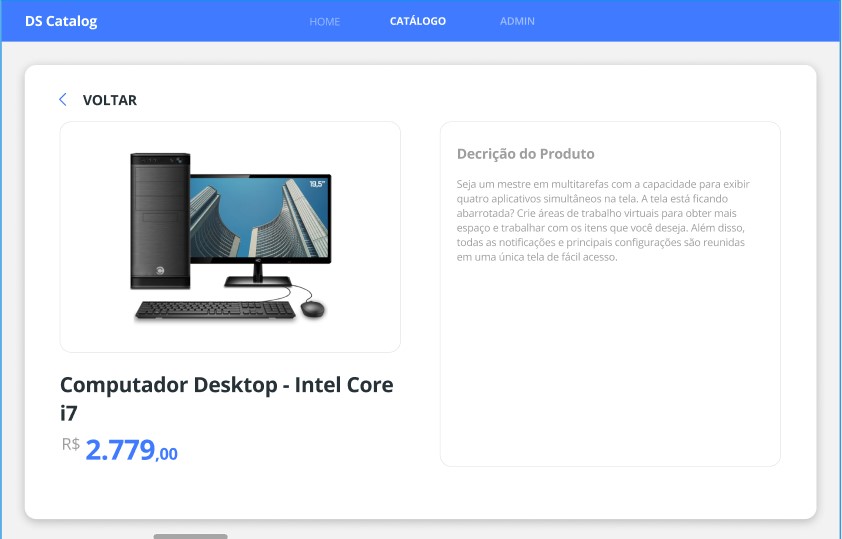 DS Catalog
HOME
CATÁLOGO
ADMIN
VOLTAR
19,5"
Computador Desktop - Intel Core
i7
R$ 2.779,00
Decrição do Produto
Seja um mestre em multitarefas com a capacidade para exibir
quatro aplicativos simultâneos na tela. A tela está ficando
abarrotada? Crie áreas de trabalho virtuais para obter mais
espaço e trabalhar com os itens que você deseja. Além disso,
todas as notificações e principais configurações são reunidas
em uma única tela de fácil acesso.